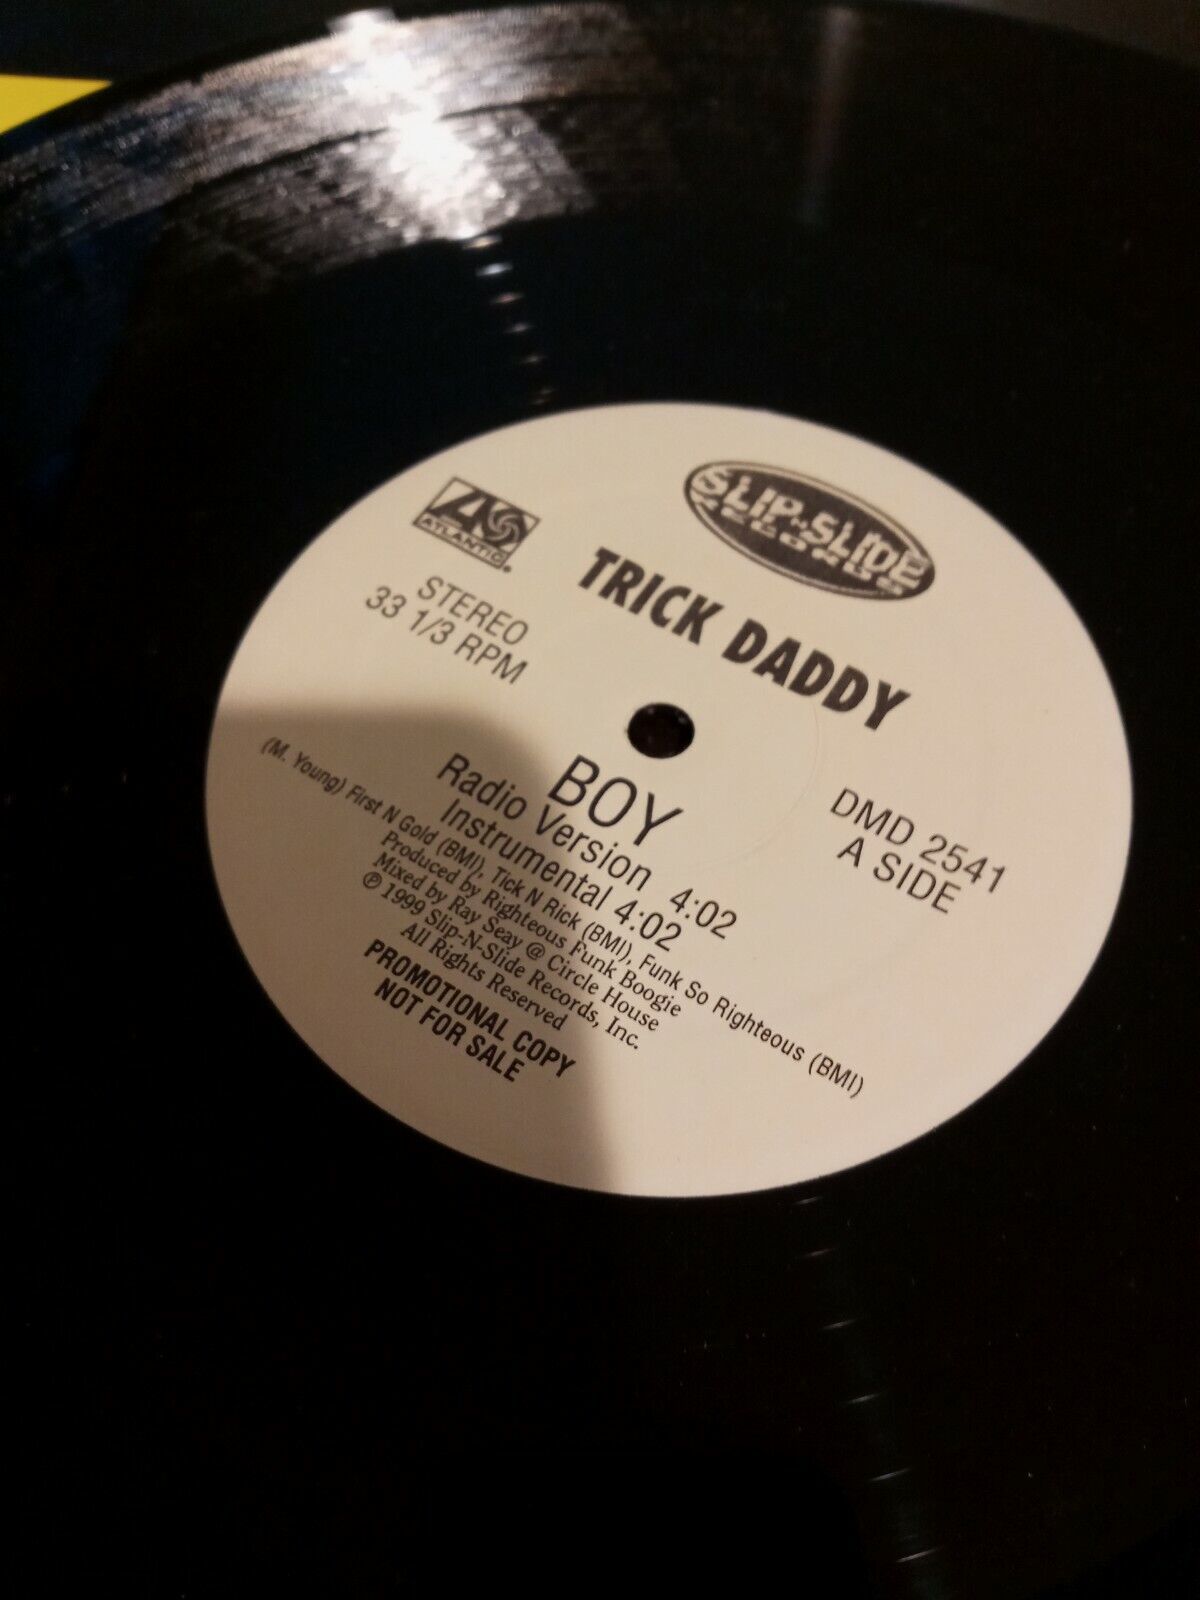 SLIP-N-SLIDE
RECORDS
ATLANTIC
STEREO
33 1/3 RPM
TRICK DADDY
DMD 2541
A SIDE
BOY
Radio Version 4:02
Instrumental 4:02
(M. Young) First N Gold (BMI), Tick N Rick (BMI), Funk So Righteous (BMI)
Produced by Righteous Funk Boogie
Mixed by Ray Seay @ Circle House
℗ 1999 Slip-N-Slide Records, Inc.
All Rights Reserved
PROMOTIONAL COPY
NOT FOR SALE